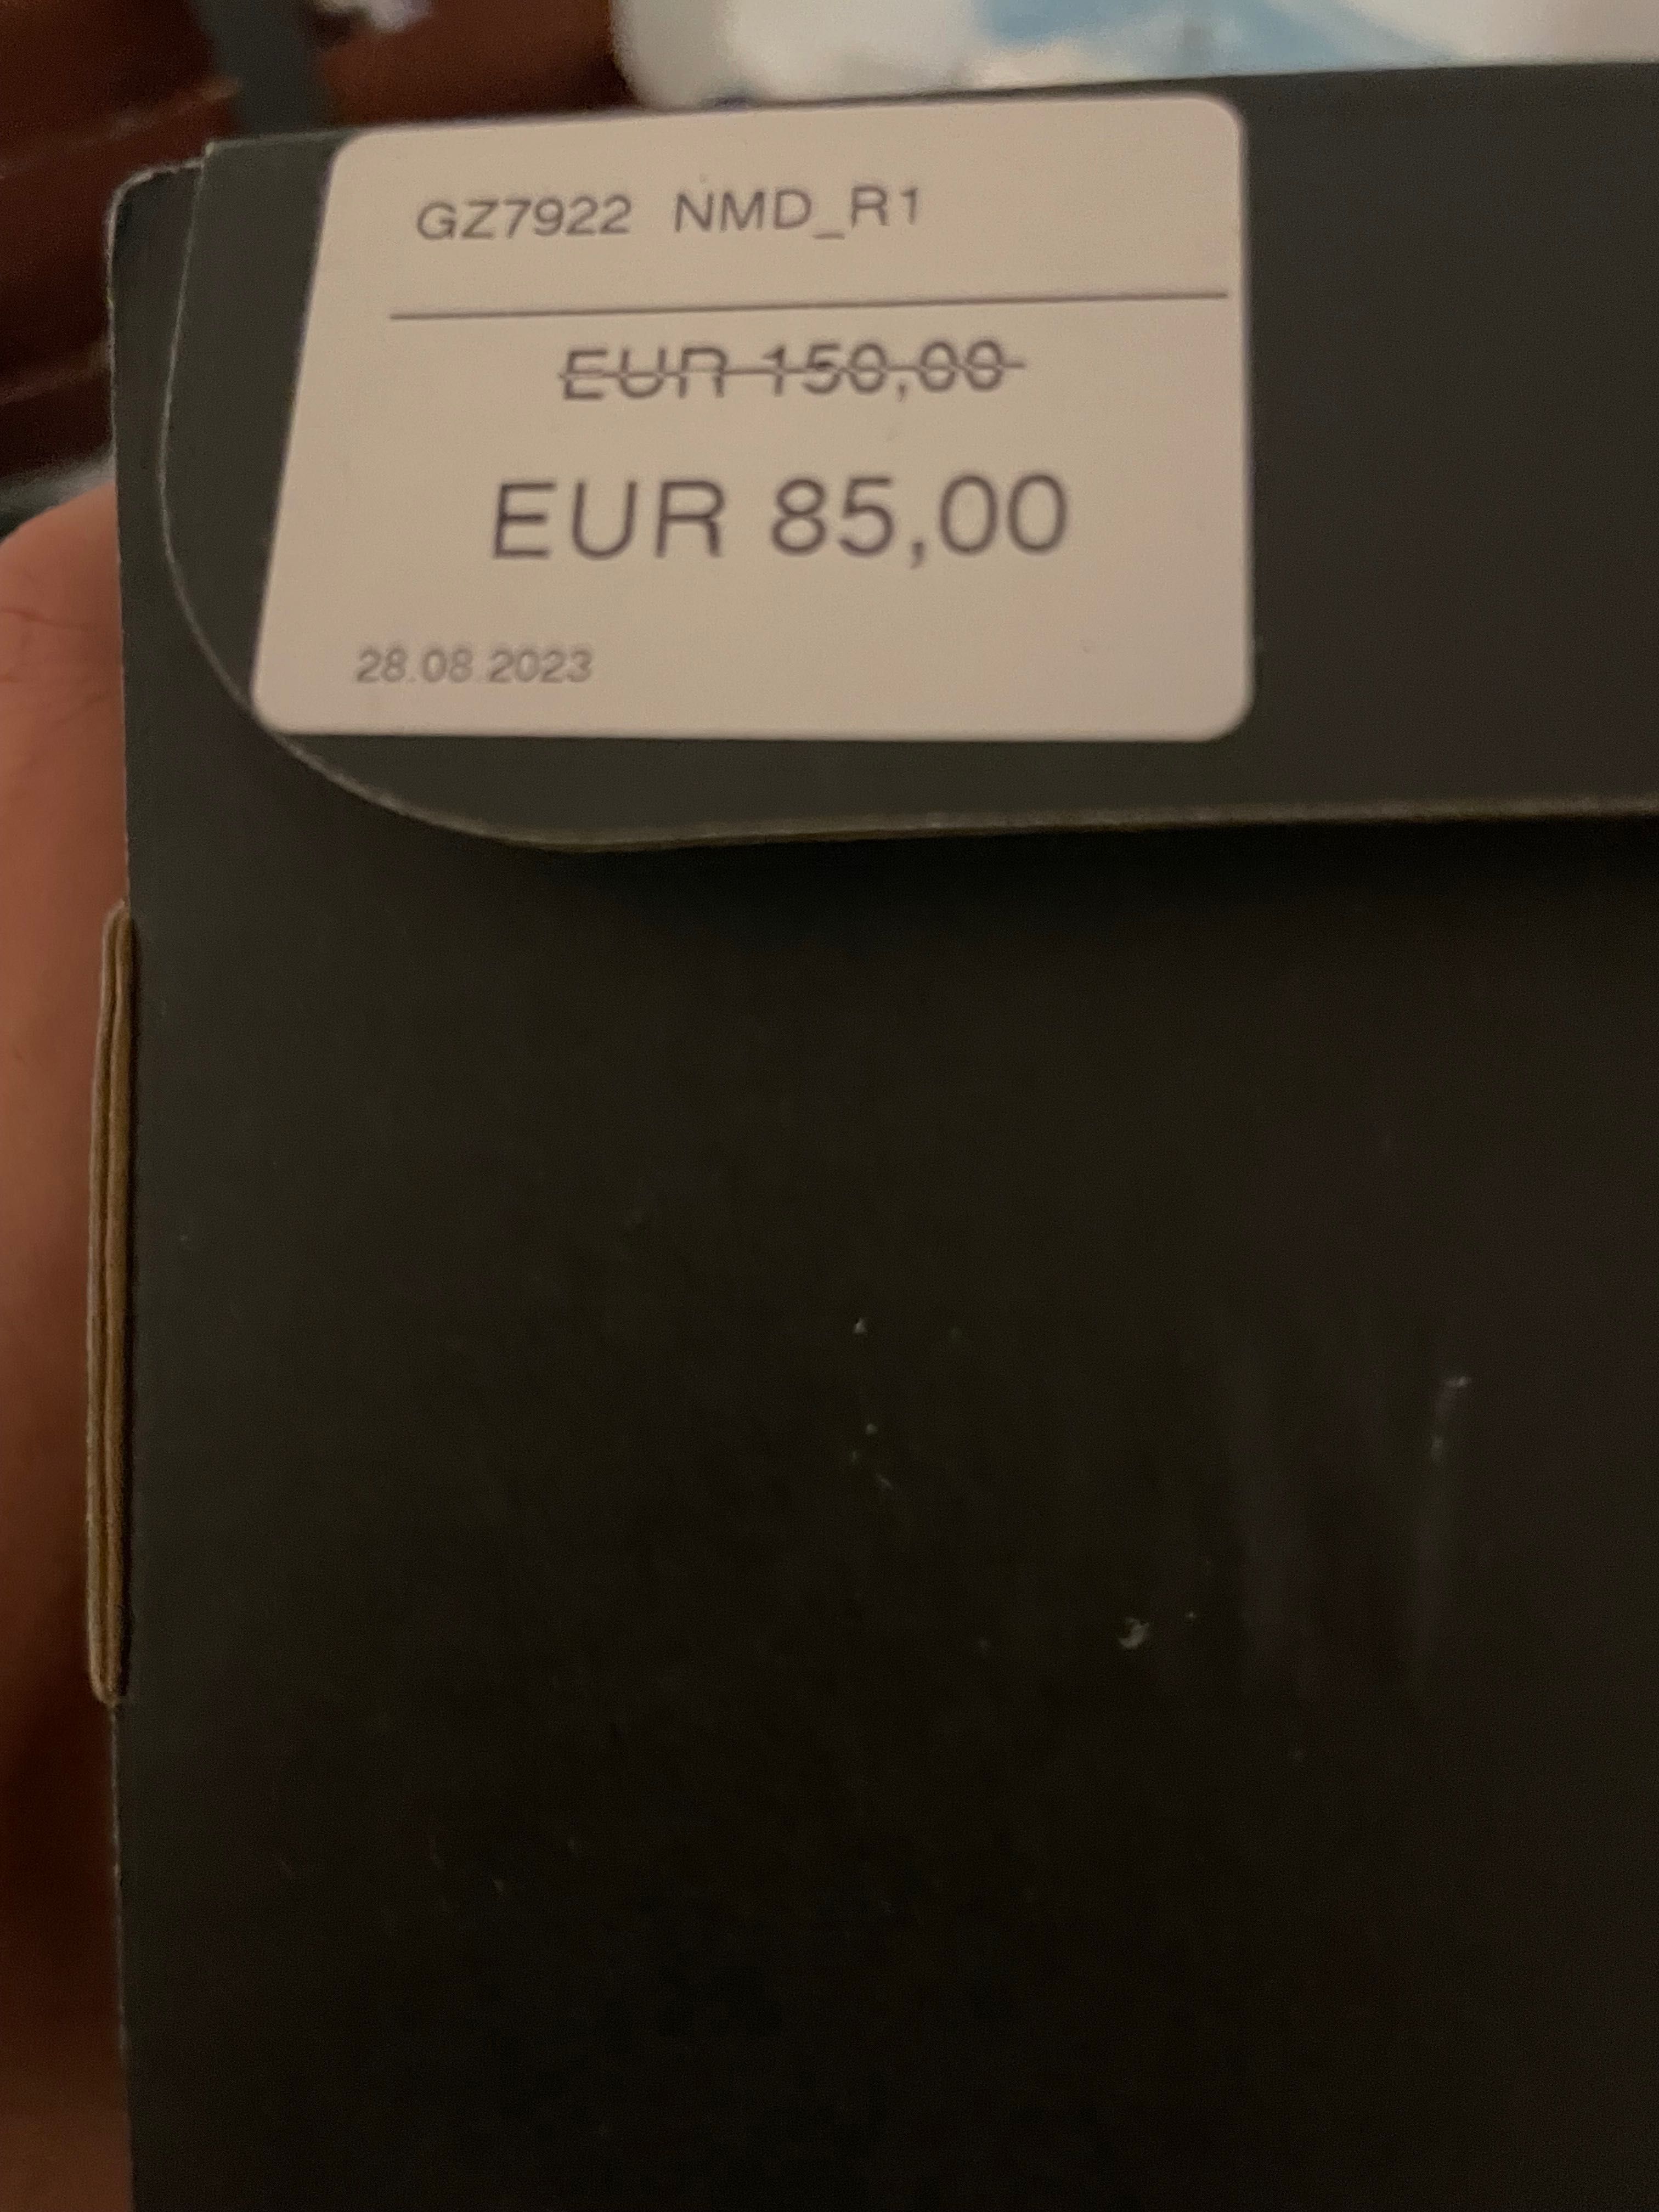 GZ7922 NMD_R1
EUR 150,00
EUR 85,00
28.08.2023